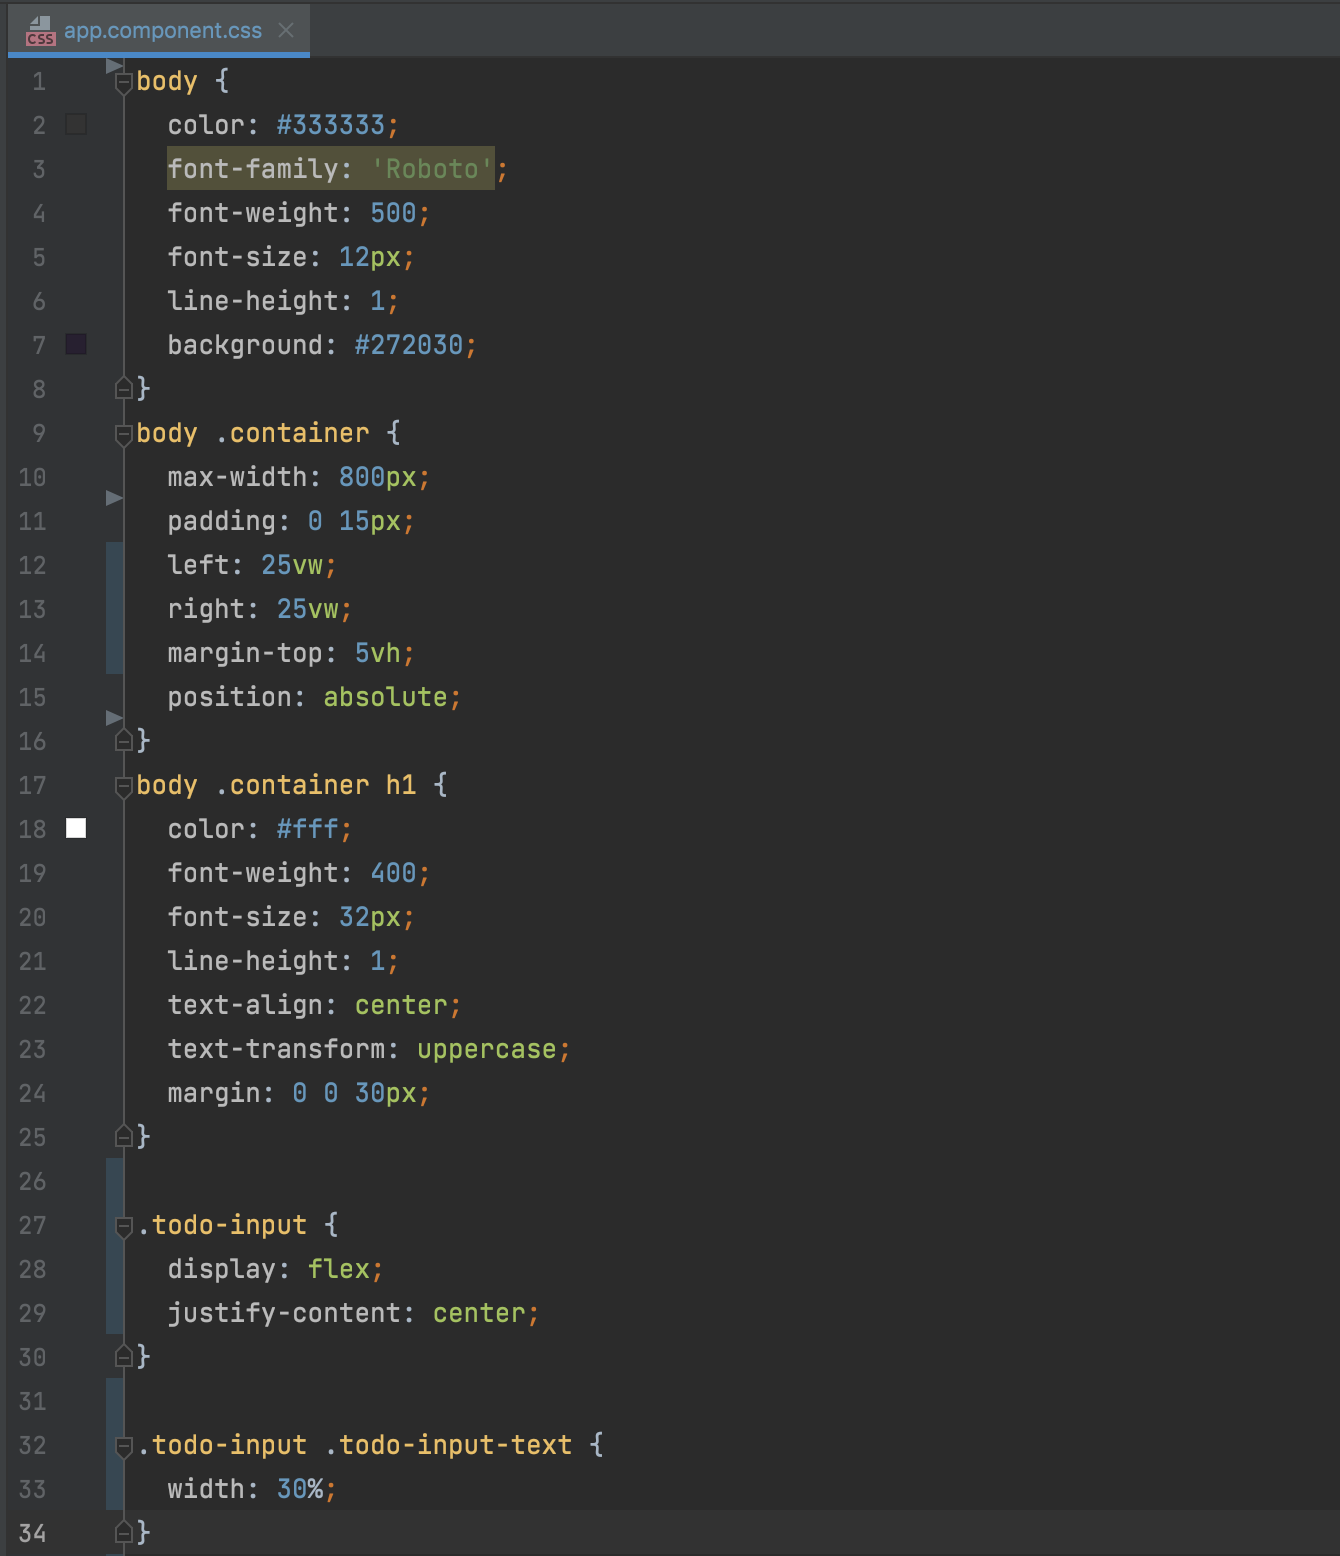 CSS app.component.css
1 body {
2   color: #333333;
3   font-family: 'Roboto';
4   font-weight: 500;
5   font-size: 12px;
6   line-height: 1;
7   background: #272030;
8 }
9 body .container {
10   max-width: 800px;
11   padding: 0 15px;
12   left: 25vw;
13   right: 25vw;
14   margin-top: 5vh;
15   position: absolute;
16 }
17 body .container h1 {
18   color: #fff;
19   font-weight: 400;
20   font-size: 32px;
21   line-height: 1;
22   text-align: center;
23   text-transform: uppercase;
24   margin: 0 0 30px;
25 }
26
27 .todo-input {
28   display: flex;
29   justify-content: center;
30 }
31
32 .todo-input .todo-input-text {
33   width: 30%;
34 }